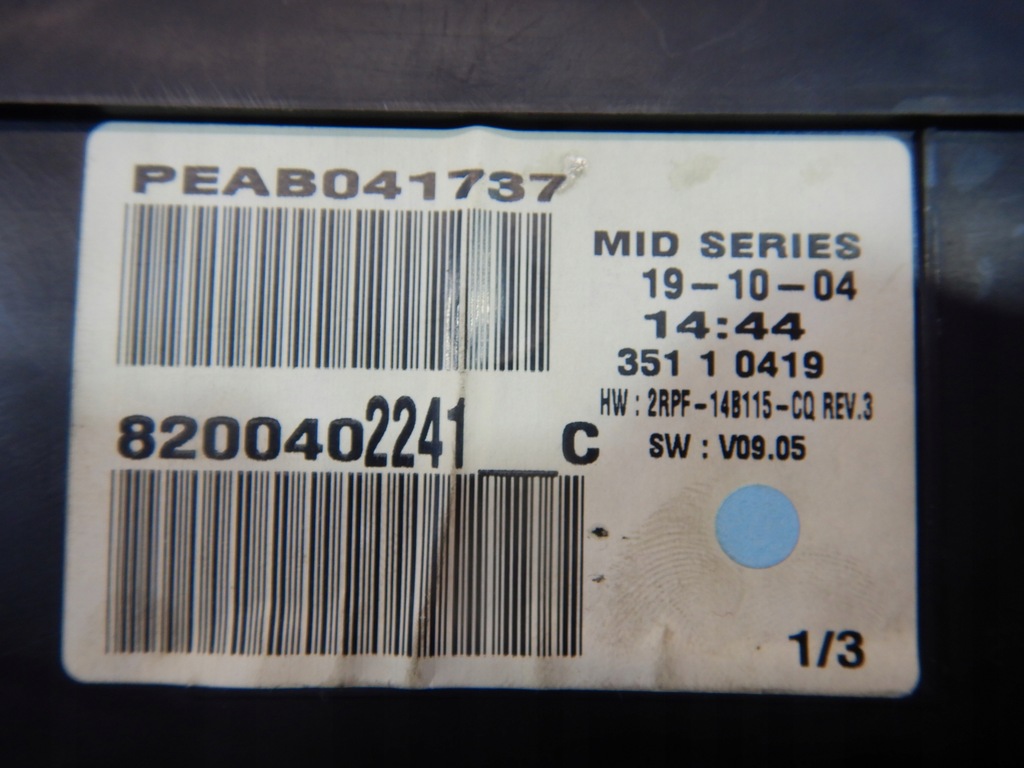 PEAB041737
MID SERIES
19-10-04
14:44
351 1 0419
HW : 2RPF-14B115-CQ REV.3
8200402241__C
SW : V09.05
1/3